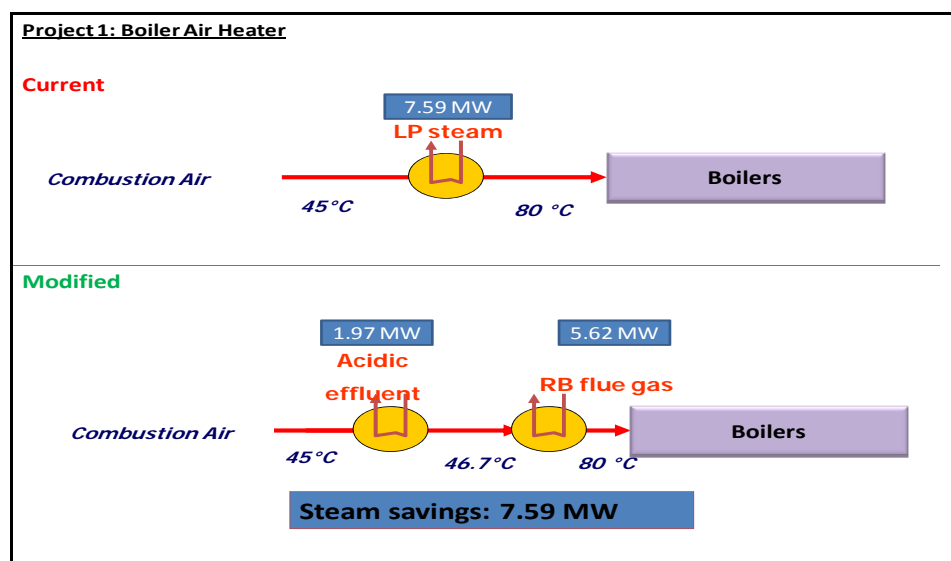 Project 1: Boiler Air Heater
Current
7.59 MW
LP steam
Combustion Air
Boilers
45°C
80 °C
Modified
1.97 MW
5.62 MW
Acidic
effluent
RB flue gas
Combustion Air
Boilers
45°C
46.7°C
80 °C
Steam savings: 7.59 MW